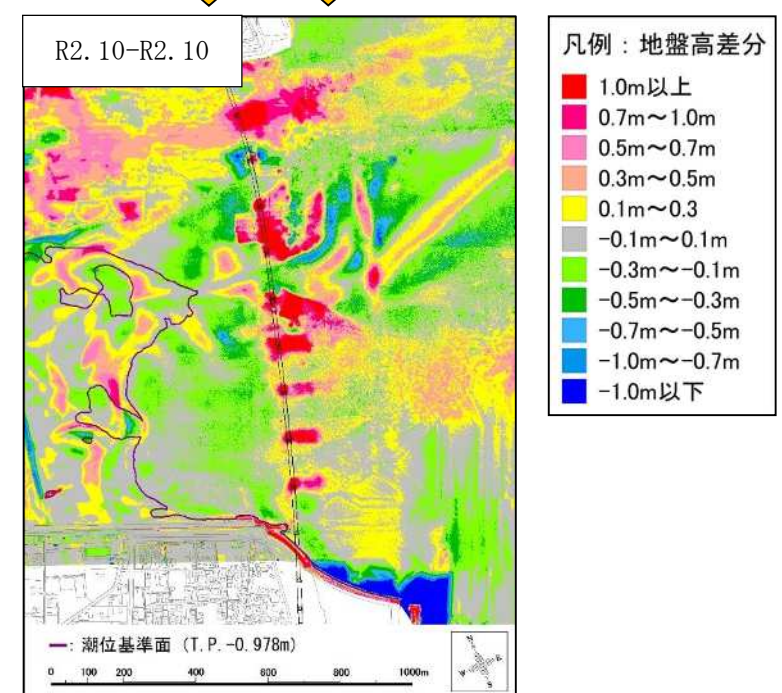 R2.10-R2.10
凡例：地盤高差分
1.0m以上
0.7m～1.0m
0.5m～0.7m
0.3m～0.5m
0.1m～0.3
-0.1m～0.1m
-0.3m～-0.1m
-0.5m～-0.3m
-0.7m～-0.5m
-1.0m～-0.7m
-1.0m以下
―: 潮位基準面 (T.P.-0.978m)
0 100 200 400 600 800 1000m
N
E
W
S